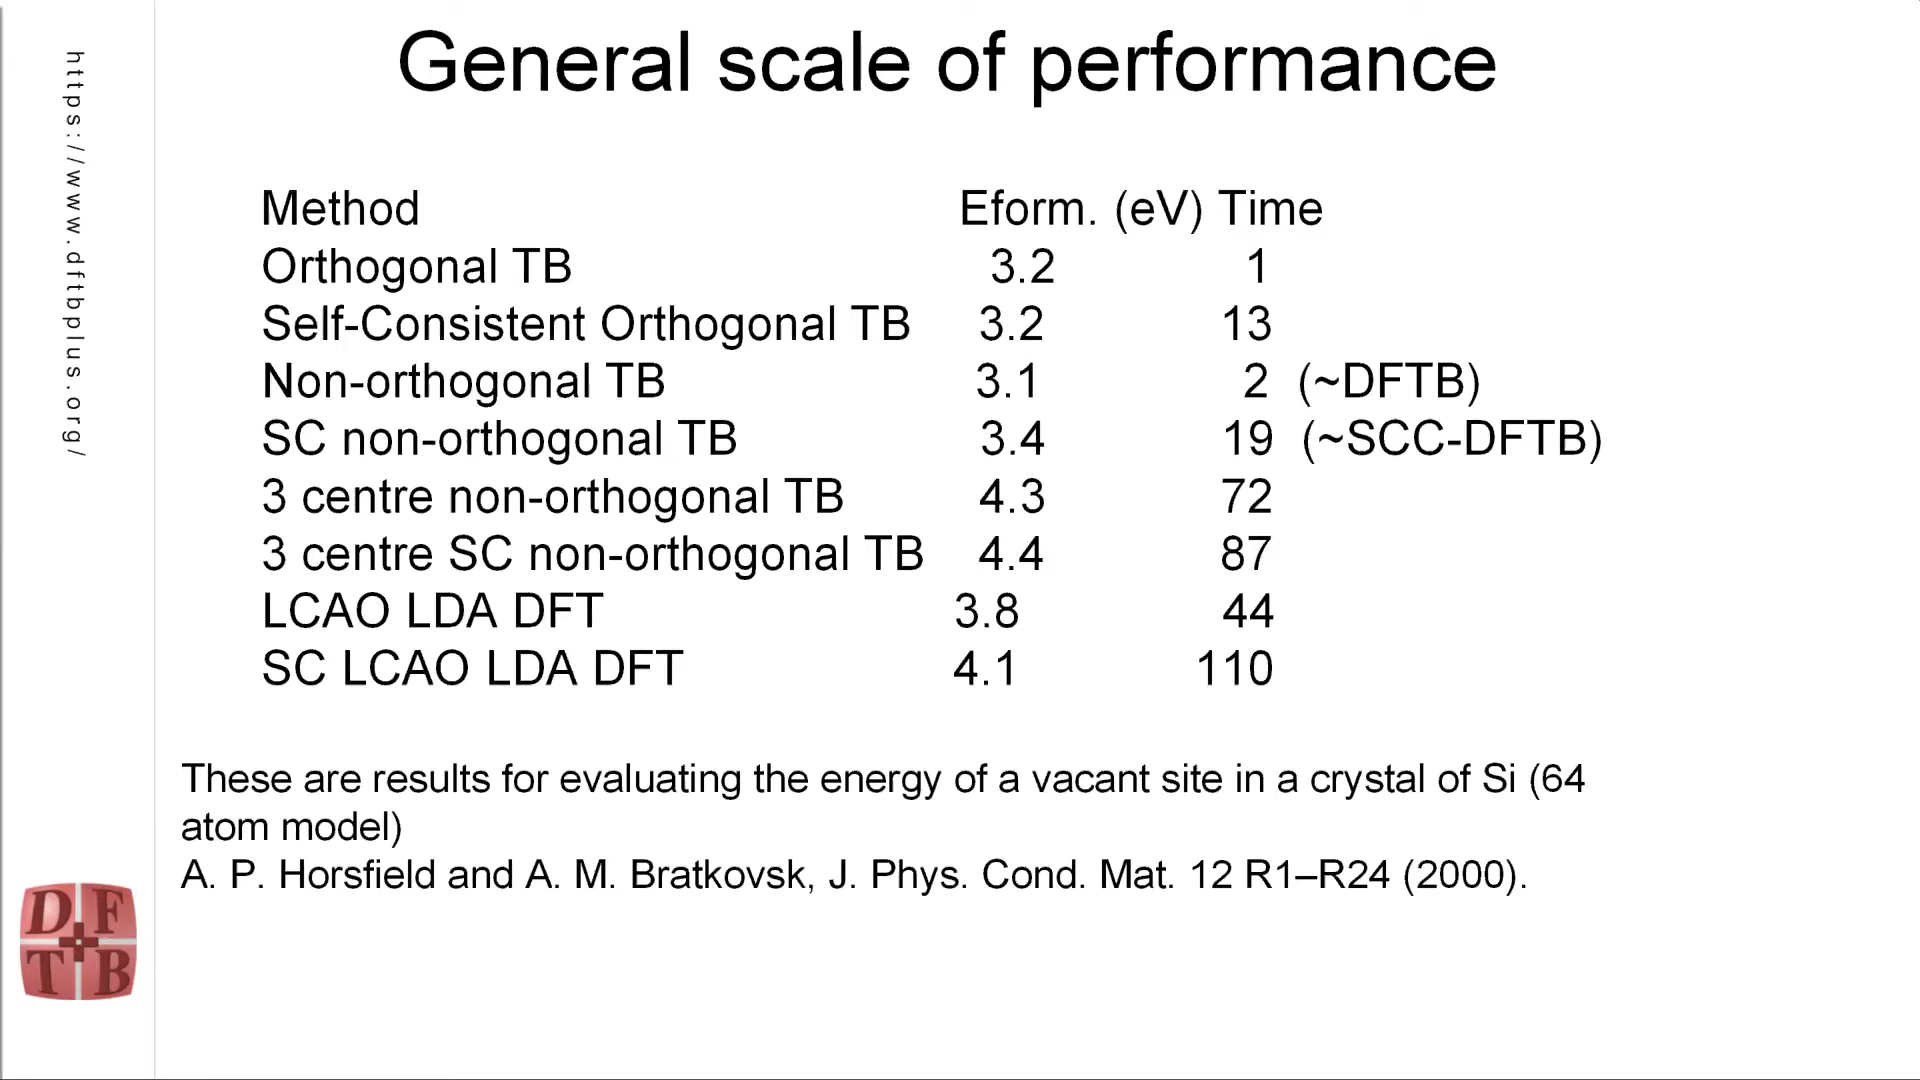 General scale of performance
https://www.dftbplus.org/
Method Eform. (eV) Time
Orthogonal TB 3.2 1
Self-Consistent Orthogonal TB 3.2 13
Non-orthogonal TB 3.1 2 (~DFTB)
SC non-orthogonal TB 3.4 19 (~SCC-DFTB)
3 centre non-orthogonal TB 4.3 72
3 centre SC non-orthogonal TB 4.4 87
LCAO LDA DFT 3.8 44
SC LCAO LDA DFT 4.1 110
These are results for evaluating the energy of a vacant site in a crystal of Si (64
atom model)
A. P. Horsfield and A. M. Bratkovsk, J. Phys. Cond. Mat. 12 R1–R24 (2000).
D F
T B